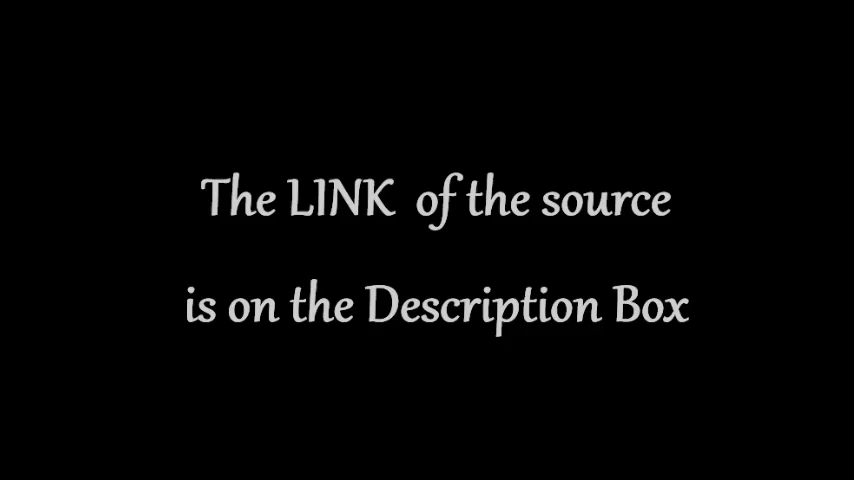 The LINK of the source
is on the Description Box